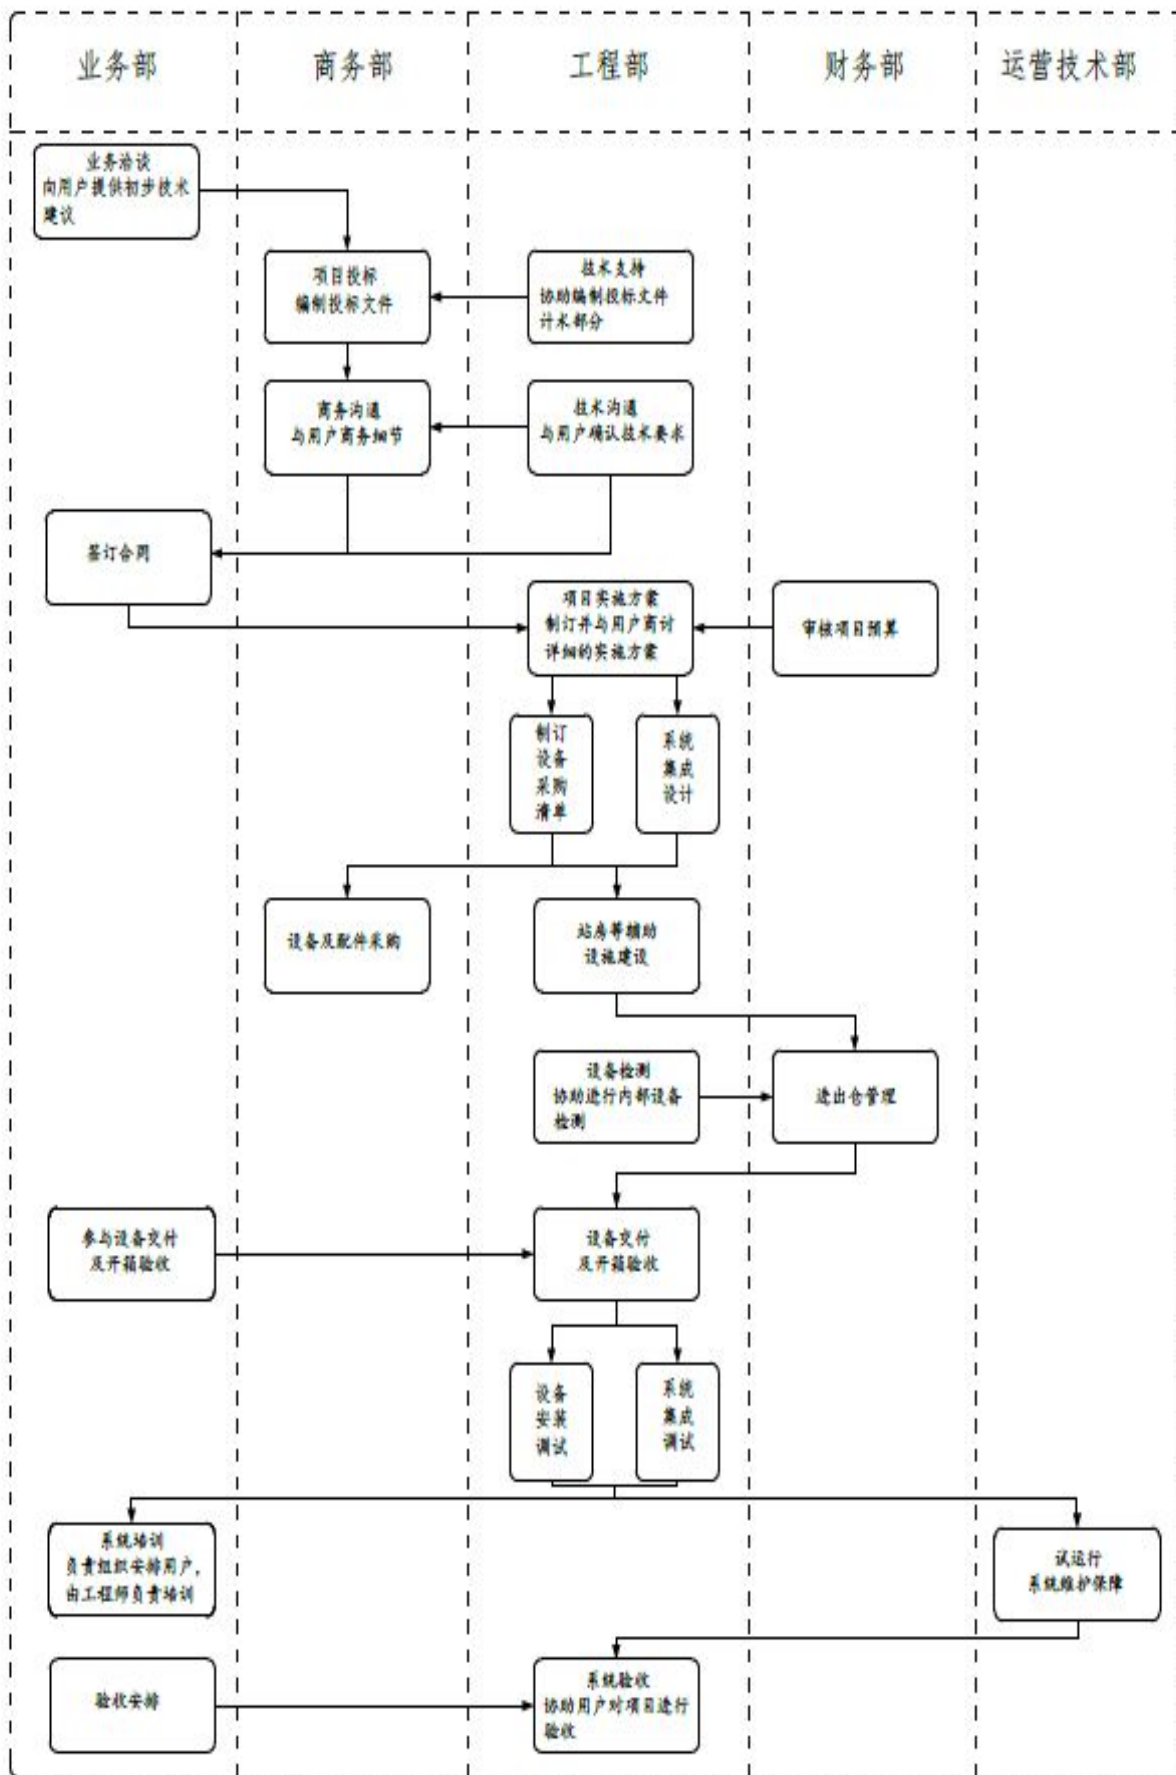 业务部
商务部
工程部
财务部
运营技术部
业务洽谈
向用户提供初步技术
建议
项目投标
编制投标文件
技术支持
协助编制投标文件
计术部分
商务沟通
与用户商务细节
技术沟通
与用户确认技术要求
签订合同
项目实施方案
制订并与用户商讨
详细的实施方案
审核项目预算
制订
设备
采购
清单
系统
集成
设计
设备及配件采购
站房等辅助
设施建设
设备检测
协助进行内部设备
检测
进出仓管理
参与设备交付
及开箱验收
设备交付
及开箱验收
设备
安装
调试
系统
集成
调试
系统培训
负责组织安排用户,
由工程师负责培训
试运行
系统维护保障
验收安排
系统验收
协助用户对项目进行
验收